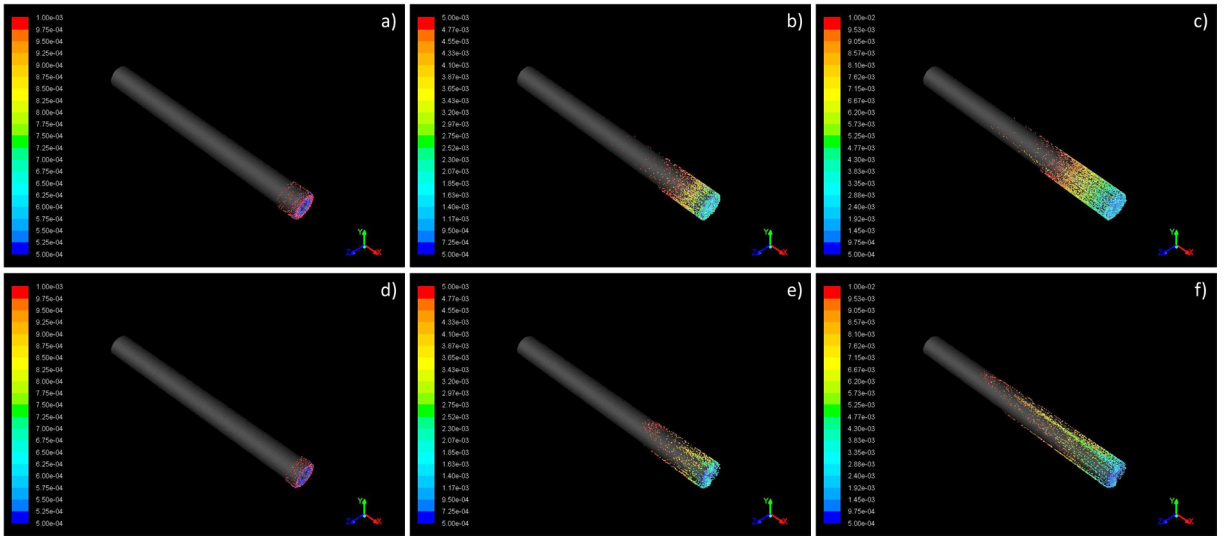 a)
1.00e-03
9.75e-04
9.50e-04
9.25e-04
9.00e-04
8.75e-04
8.50e-04
8.25e-04
8.00e-04
7.75e-04
7.50e-04
7.25e-04
7.00e-04
6.75e-04
6.50e-04
6.25e-04
6.00e-04
5.75e-04
5.50e-04
5.25e-04
5.00e-04
Y
Z X
b)
5.00e-03
4.77e-03
4.55e-03
4.33e-03
4.10e-03
3.87e-03
3.65e-03
3.43e-03
3.20e-03
2.97e-03
2.75e-03
2.52e-03
2.30e-03
2.07e-03
1.85e-03
1.63e-03
1.40e-03
1.17e-03
9.50e-04
7.25e-04
5.00e-04
Y
Z X
c)
1.00e-02
9.53e-03
9.05e-03
8.57e-03
8.10e-03
7.62e-03
7.15e-03
6.67e-03
6.20e-03
5.73e-03
5.25e-03
4.77e-03
4.30e-03
3.83e-03
3.35e-03
2.88e-03
2.40e-03
1.92e-03
1.45e-03
9.75e-04
5.00e-04
Y
Z X
d)
1.00e-03
9.75e-04
9.50e-04
9.25e-04
9.00e-04
8.75e-04
8.50e-04
8.25e-04
8.00e-04
7.75e-04
7.50e-04
7.25e-04
7.00e-04
6.75e-04
6.50e-04
6.25e-04
6.00e-04
5.75e-04
5.50e-04
5.25e-04
5.00e-04
Y
Z X
e)
5.00e-03
4.77e-03
4.55e-03
4.33e-03
4.10e-03
3.87e-03
3.65e-03
3.43e-03
3.20e-03
2.97e-03
2.75e-03
2.52e-03
2.30e-03
2.07e-03
1.85e-03
1.63e-03
1.40e-03
1.17e-03
9.50e-04
7.25e-04
5.00e-04
Y
Z X
f)
1.00e-02
9.53e-03
9.05e-03
8.57e-03
8.10e-03
7.62e-03
7.15e-03
6.67e-03
6.20e-03
5.73e-03
5.25e-03
4.77e-03
4.30e-03
3.83e-03
3.35e-03
2.88e-03
2.40e-03
1.92e-03
1.45e-03
9.75e-04
5.00e-04
Y
Z X